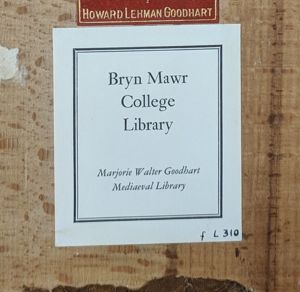 HOWARD LEHMAN GOODHART
Bryn Mawr
College
Library
Marjorie Walter Goodhart
Mediaeval Library
f L 310